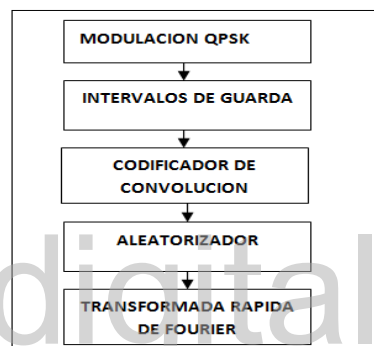 MODULACION QPSK
INTERVALOS DE GUARDA
CODIFICADOR DE
CONVOLUCION
ALEATORIZADOR
TRANSFORMADA RAPIDA
DE FOURIER
digital